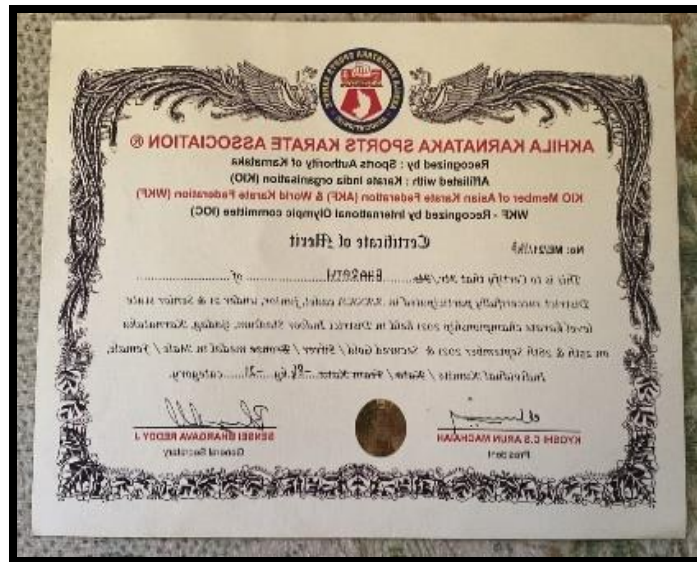 AKHILA KARNATAKA SPORTS KARATE ASSOCIATION ®
Recognized by : Sports Authority of Karnataka
Affiliated with : Karate India organisation (KIO)
KIO Member of Asian Karate Federation (AKF) & World Karate Federation (WKF)
WKF - Recognized by International Olympic committee (IOC)
Certificate of Merit
No: ME/21/
This is to Certify that Mr/Ms of
District successfully participated in AKSKA cadet, junior, under 21 & Senior state
level karate championship 2021 held in District Indoor Stadium, Gadag, Karnataka
on 25th & 26th September 2021 & Secured Gold / Silver / Bronze medal in Male / Female,
Individual Kumite / Kata / Team Kata kg -21 category.
KYOSHI C.S ARUN MACHAIAH
President
SENSEI BHARGAVA REDDY J
General Secretary